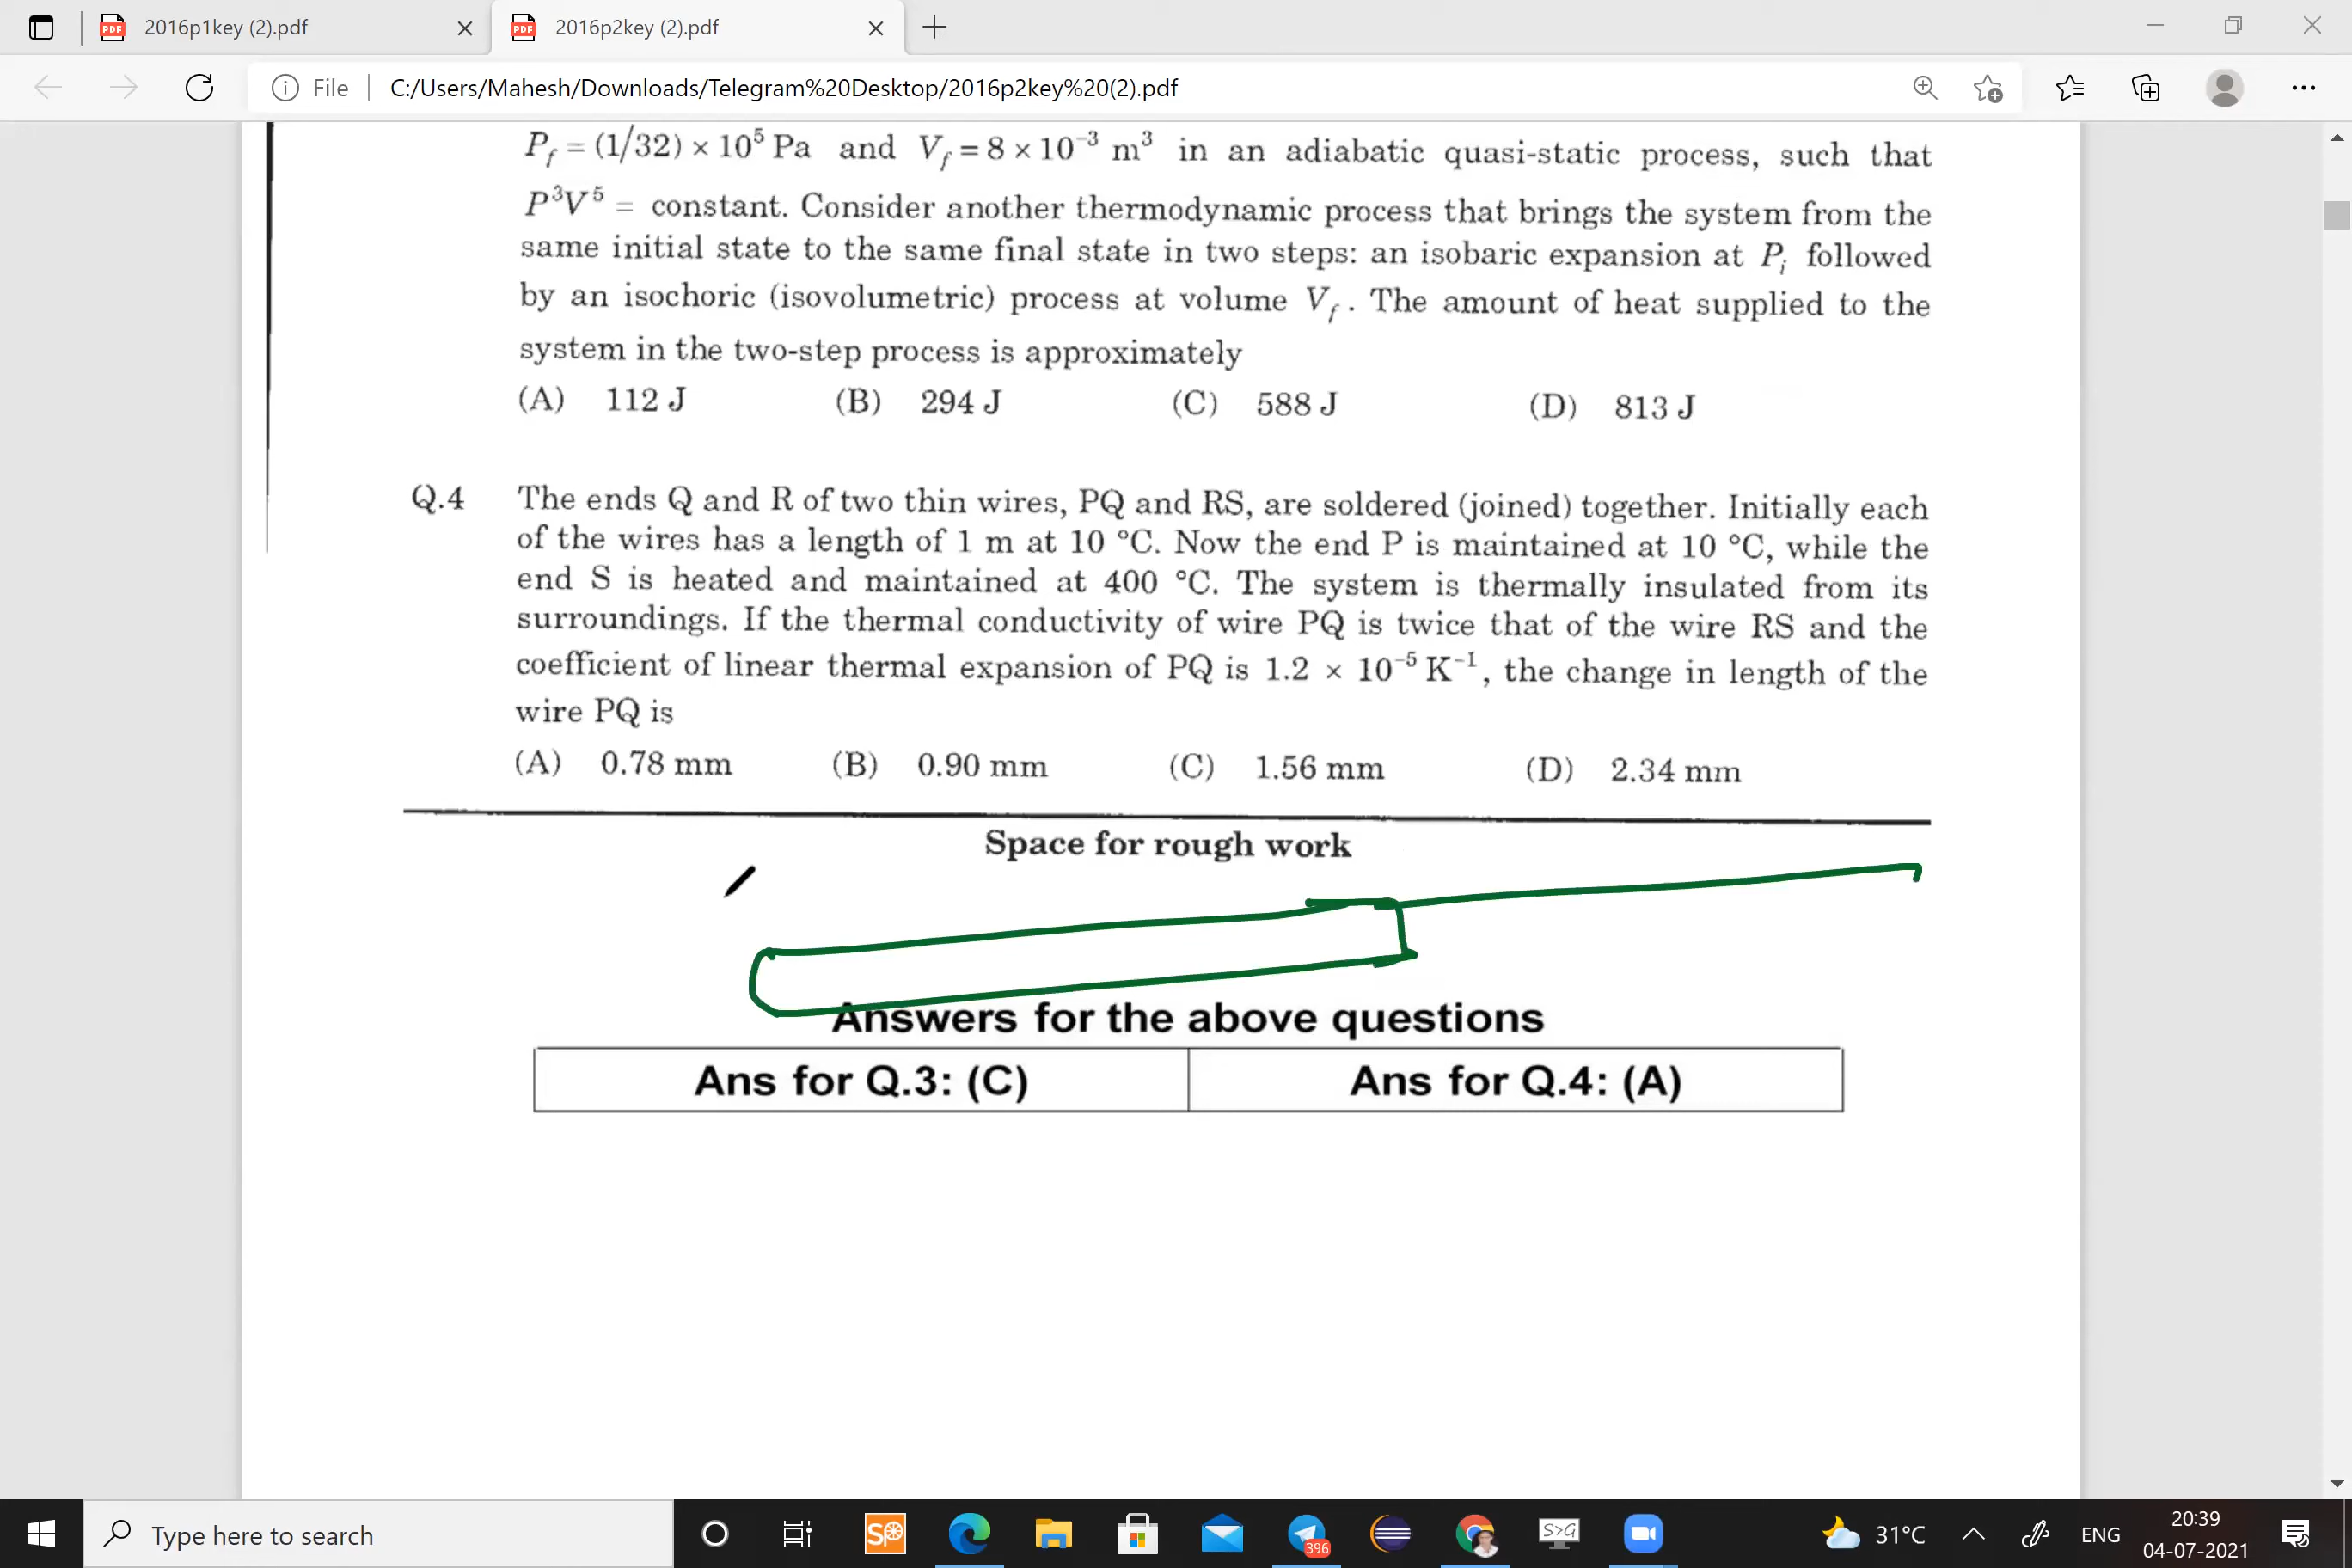 2016p1key (2).pdf
2016p2key (2).pdf
File
C:/Users/Mahesh/Downloads/Telegram%20Desktop/2016p2key%20(2).pdf
P_f = (1/32) × 10⁵ Pa and V_f = 8 × 10⁻³ m³ in an adiabatic quasi-static process, such that
P³V⁵ = constant. Consider another thermodynamic process that brings the system from the
same initial state to the same final state in two steps: an isobaric expansion at P_i followed
by an isochoric (isovolumetric) process at volume V_f. The amount of heat supplied to the
system in the two-step process is approximately
(A) 112 J (B) 294 J (C) 588 J (D) 813 J
Q.4 The ends Q and R of two thin wires, PQ and RS, are soldered (joined) together. Initially each
of the wires has a length of 1 m at 10 °C. Now the end P is maintained at 10 °C, while the
end S is heated and maintained at 400 °C. The system is thermally insulated from its
surroundings. If the thermal conductivity of wire PQ is twice that of the wire RS and the
coefficient of linear thermal expansion of PQ is 1.2 × 10⁻⁵ K⁻¹, the change in length of the
wire PQ is
(A) 0.78 mm (B) 0.90 mm (C) 1.56 mm (D) 2.34 mm
Space for rough work
Answers for the above questions
Ans for Q.3: (C) Ans for Q.4: (A)
Type here to search
396
S>G
31°C
ENG
20:39
04-07-2021